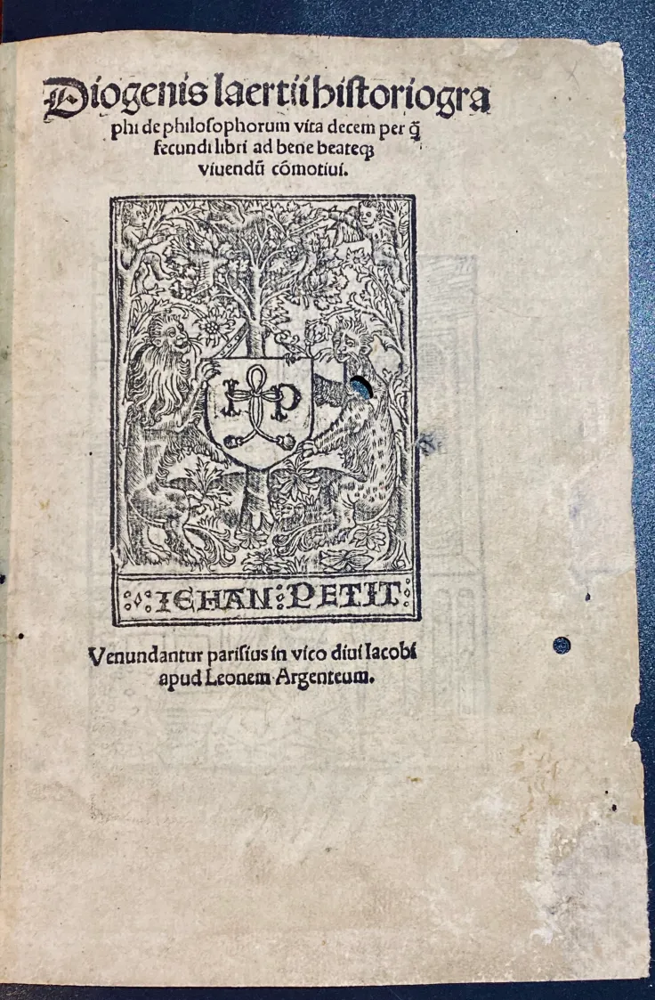 Diogenis laertii historiogra
phi de philosophorum vita decem per q̃
fecundi libri ad bene beateqꝫ
viuendū cōmotiui.
I P
IEHAN PETIT
Venundantur parisius in vico diui Iacobi
apud Leonem Argenteum.